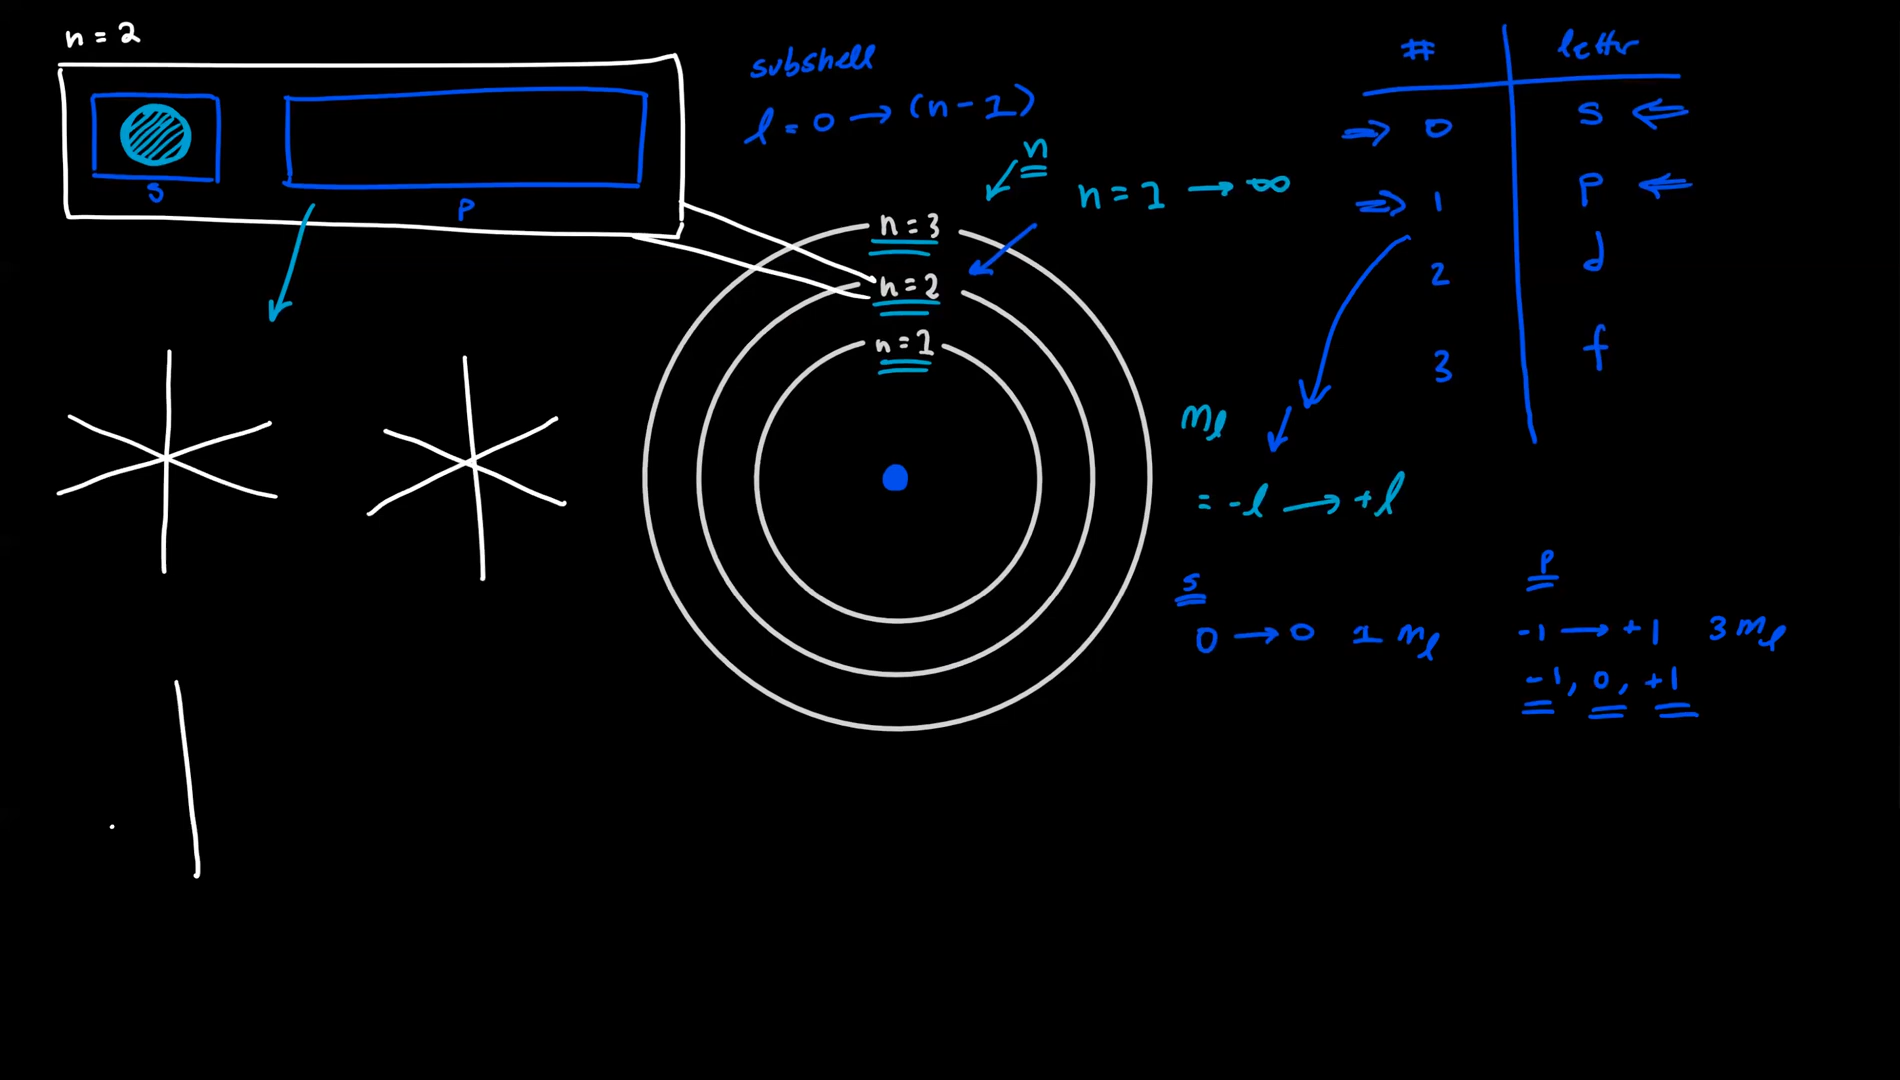 n = 2
s
p
subshell
l = 0 → (n - 1)
n
n = 1 → ∞
n = 3
n = 2
n = 1
# letter
⇒ 0 s ⇐
⇒ 1 p ⇐
2 d
3 f
mₗ
= -l → +l
s
0 → 0 1 mₗ
p
-1 → +1 3 mₗ
-1, 0, +1